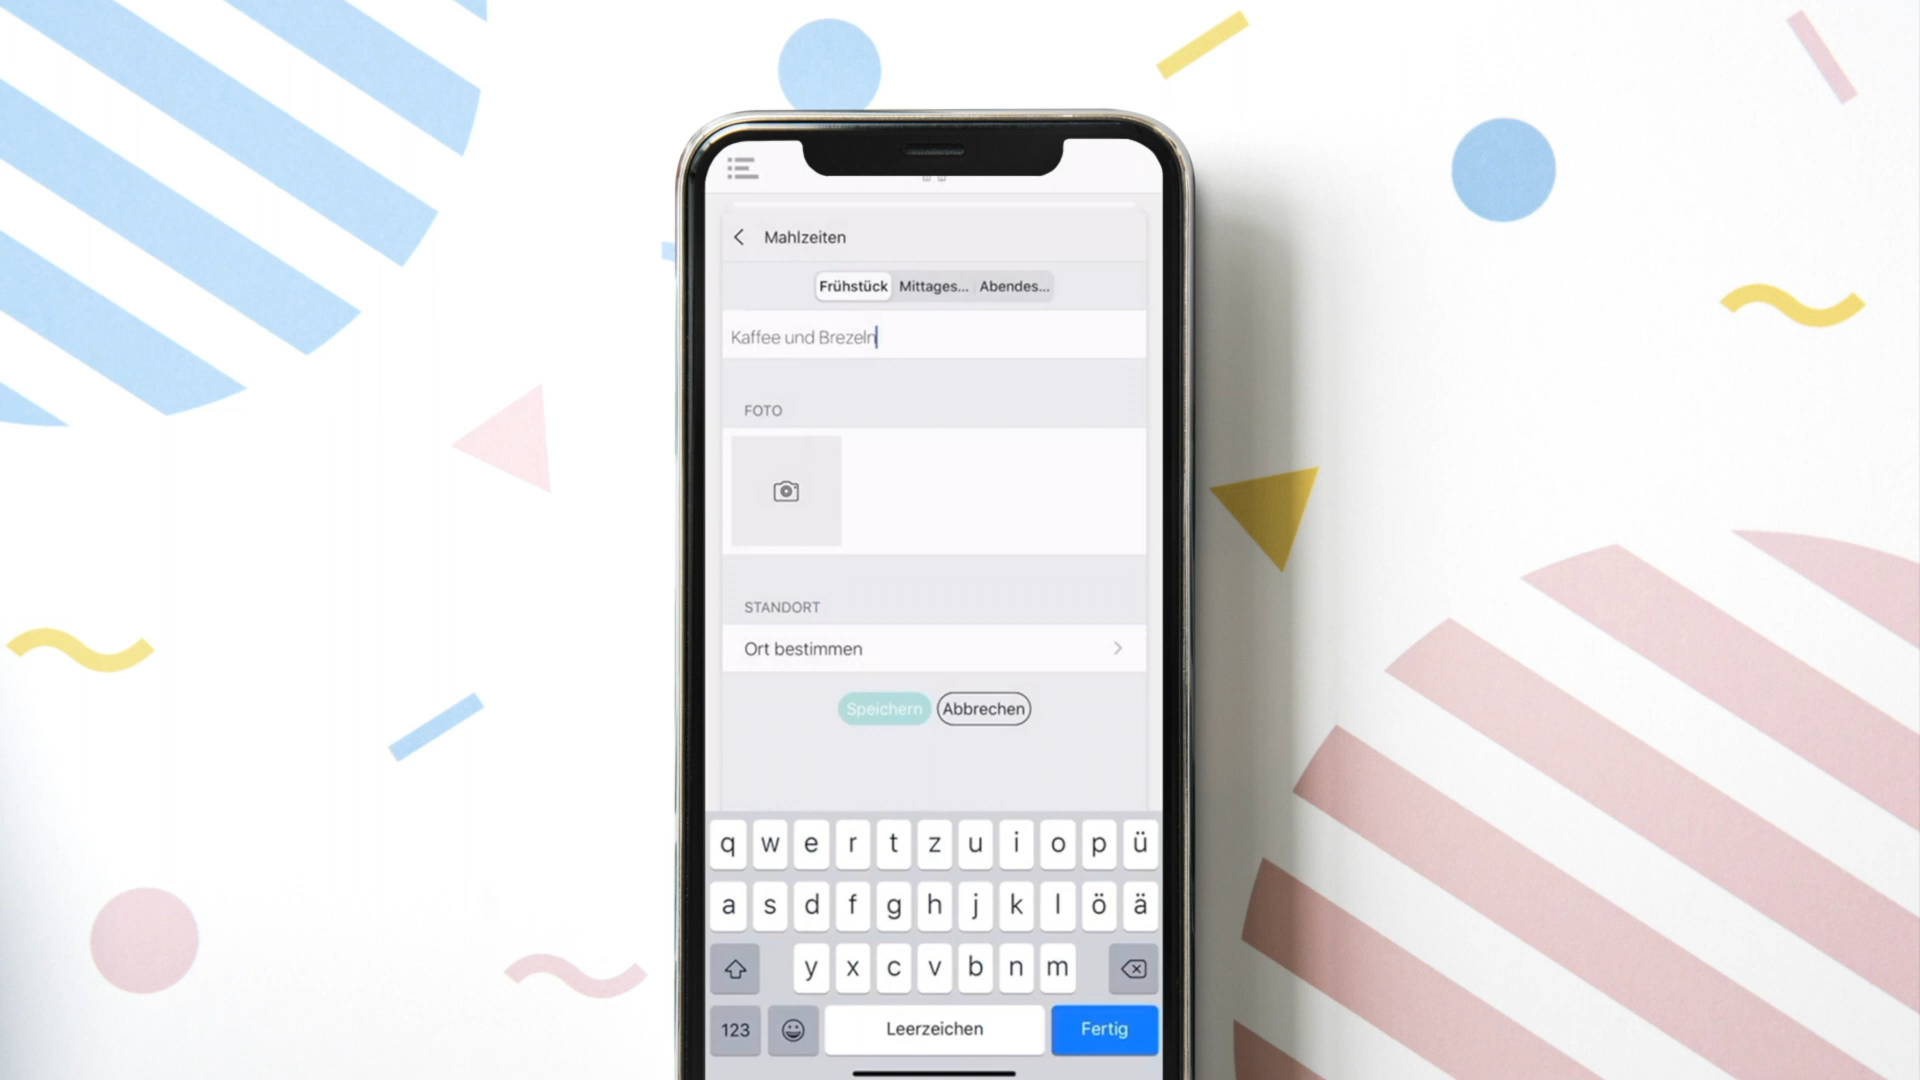 Mahlzeiten
Frühstück Mittages... Abendes...
Kaffee und Brezeln
FOTO
STANDORT
Ort bestimmen
Speichern Abbrechen
q w e r t z u i o p ü
a s d f g h j k l ö ä
y x c v b n m
123 Leerzeichen Fertig